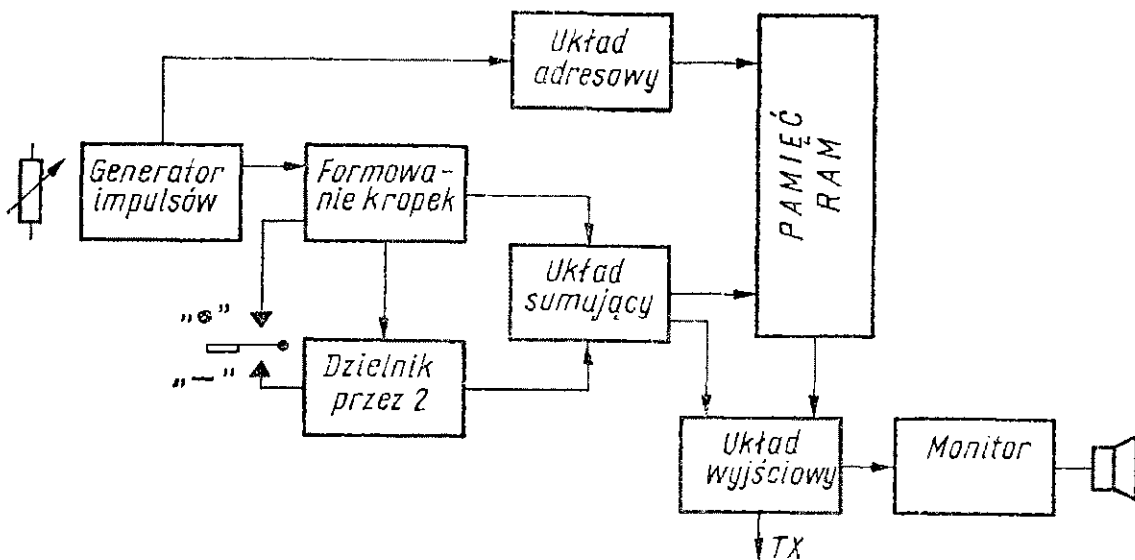 Układ
adresowy
PAMIĘĆ
RAM
Generator
impulsów
Formowa-
nie kropek
Układ
sumujący
„•”
„—”
Dzielnik
przez 2
Układ
wyjściowy
Monitor
TX